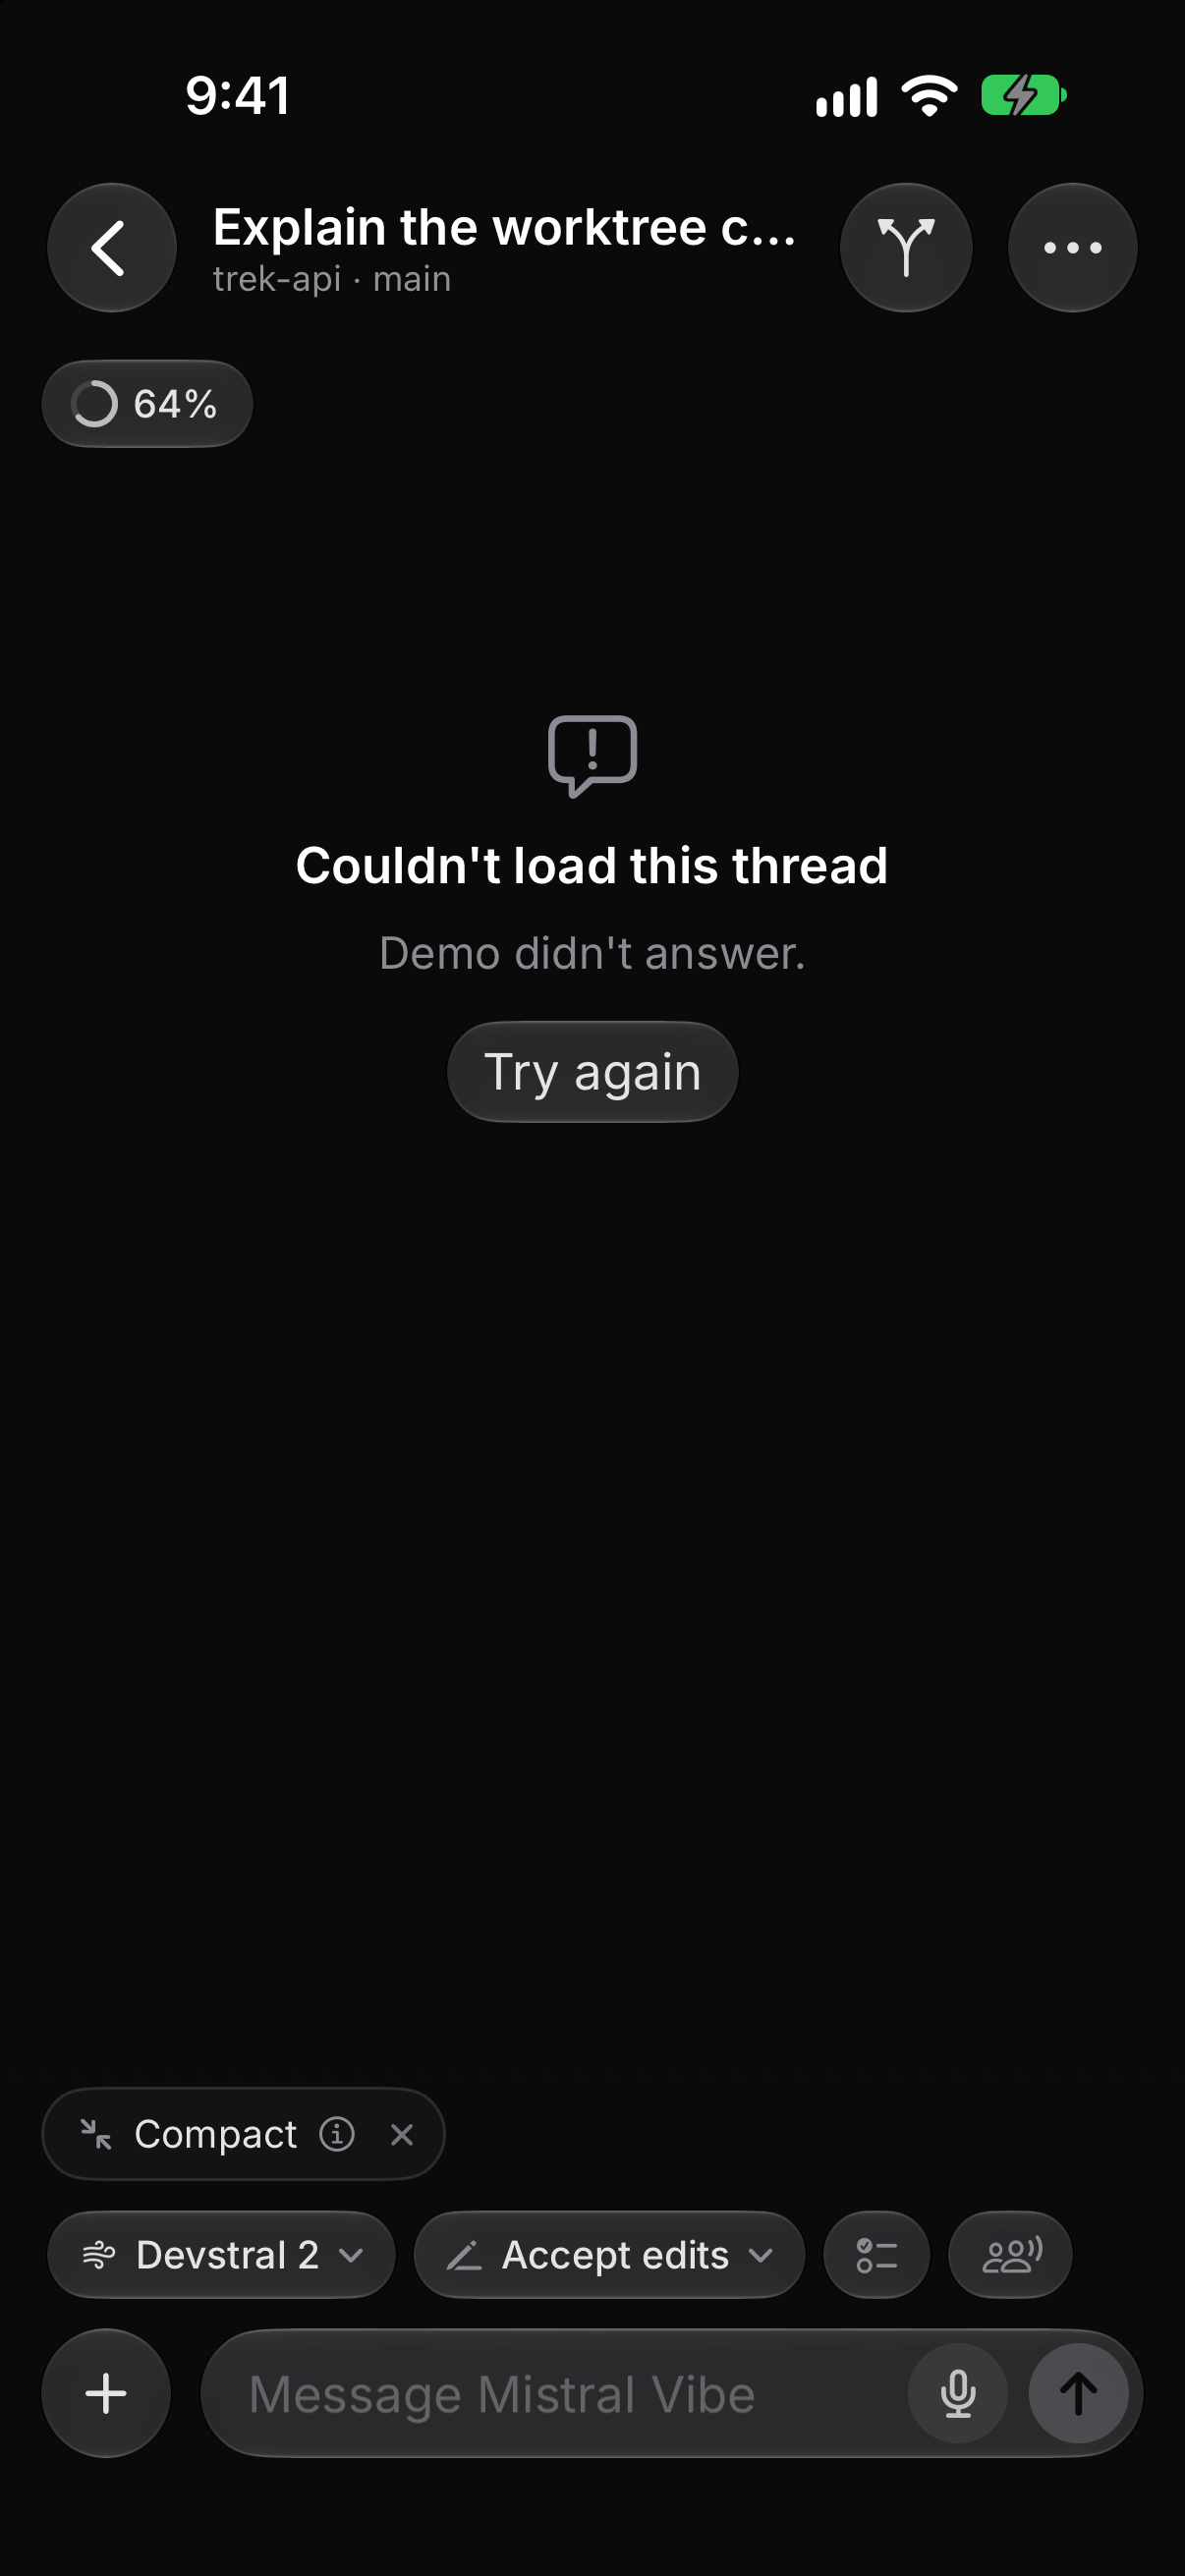 9:41
Explain the worktree c...
trek-api · main
64%
Couldn't load this thread
Demo didn't answer.
Try again
Compact
Devstral 2
Accept edits
Message Mistral Vibe